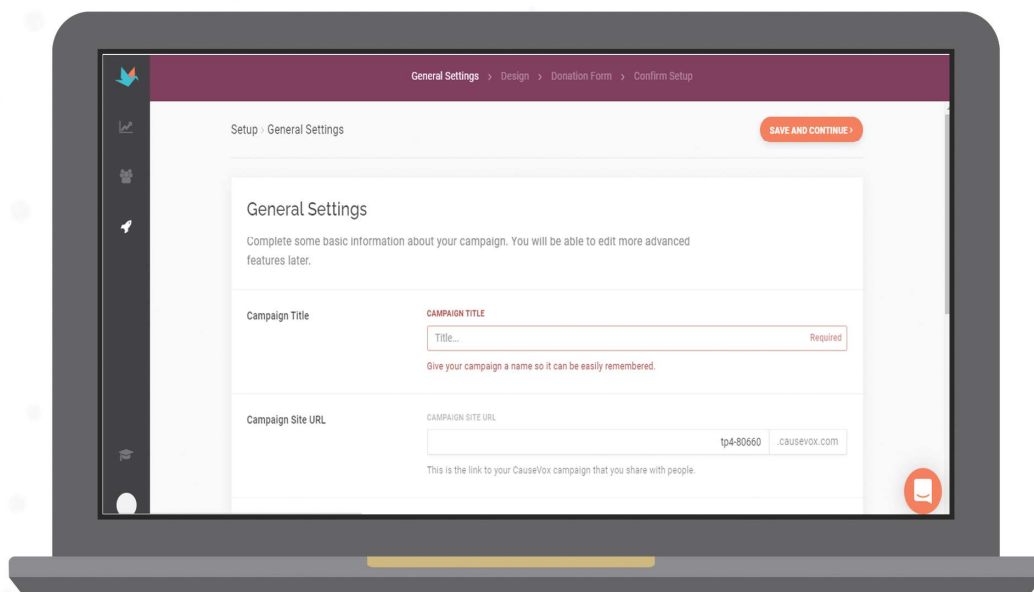 General Settings > Design > Donation Form > Confirm Setup
Setup > General Settings
SAVE AND CONTINUE >
General Settings
Complete some basic information about your campaign. You will be able to edit more advanced
features later.
Campaign Title
CAMPAIGN TITLE
Title... Required
Give your campaign a name so it can be easily remembered.
Campaign Site URL
CAMPAIGN SITE URL
tp4-80660 .causevox.com
This is the link to your CauseVox campaign that you share with people.